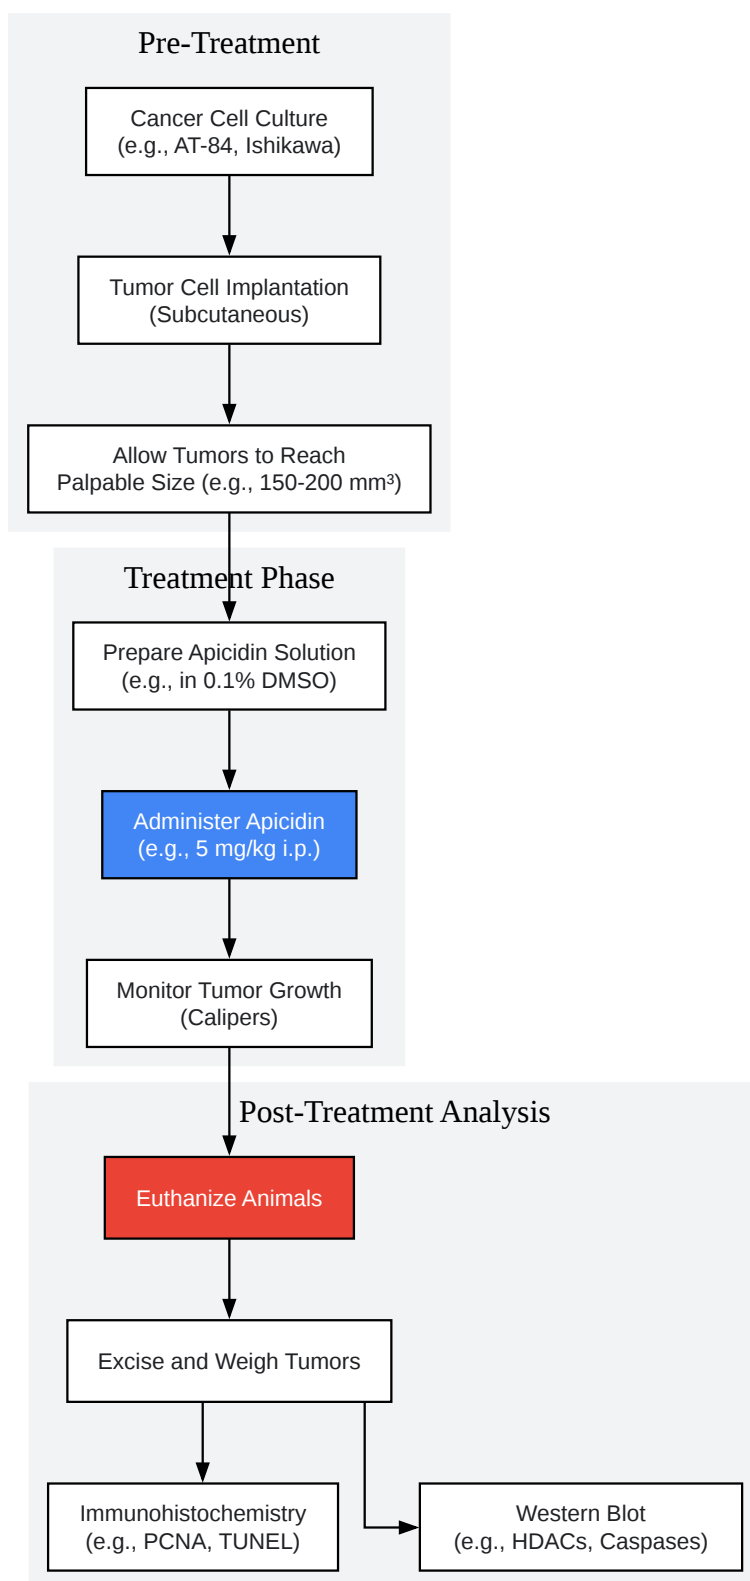 Pre-Treatment
Cancer Cell Culture
(e.g., AT-84, Ishikawa)
Tumor Cell Implantation
(Subcutaneous)
Allow Tumors to Reach
Palpable Size (e.g., 150-200 mm³)
Treatment Phase
Prepare Apicidin Solution
(e.g., in 0.1% DMSO)
Administer Apicidin
(e.g., 5 mg/kg i.p.)
Monitor Tumor Growth
(Calipers)
Post-Treatment Analysis
Euthanize Animals
Excise and Weigh Tumors
Immunohistochemistry
(e.g., PCNA, TUNEL)
Western Blot
(e.g., HDACs, Caspases)